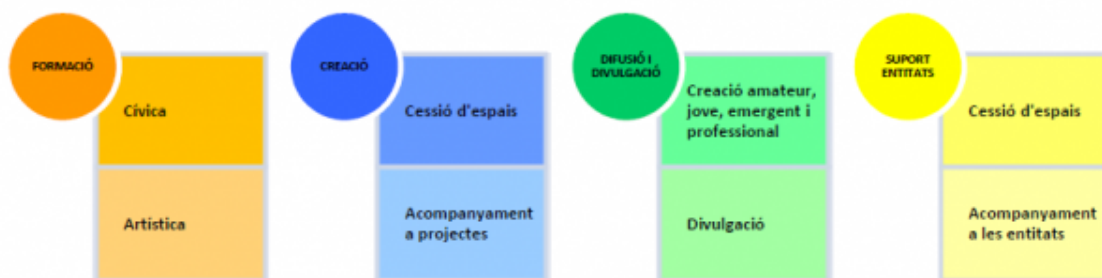 FORMACIÓ
Cívica
Artística
CREACIÓ
Cessió d'espais
Acompanyament
a projectes
DIFUSIÓ I
DIVULGACIÓ
Creació amateur,
jove, emergent i
professional
Divulgació
SUPORT
ENTITATS
Cessió d'espais
Acompanyament
a les entitats